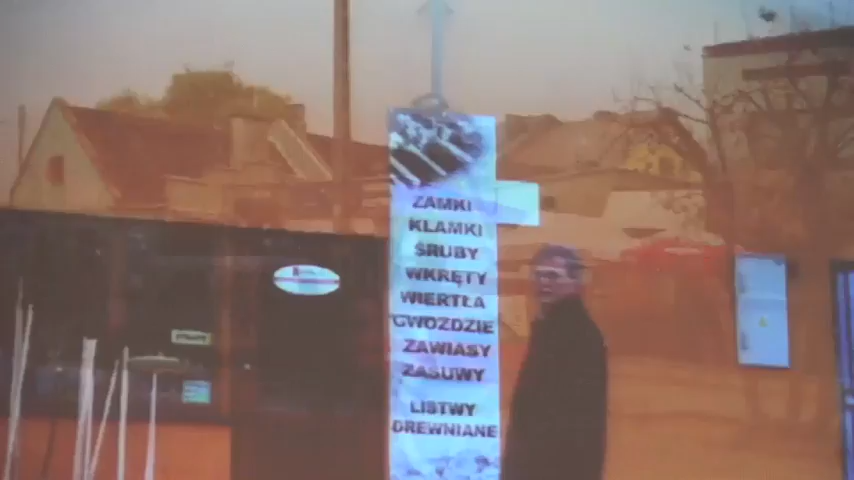 ZAMKI
KLAMKI
ŚRUBY
WKRĘTY
WIERTŁA
GWOŹDZIE
ZAWIASY
ZASUWY
LISTWY
DREWNIANE